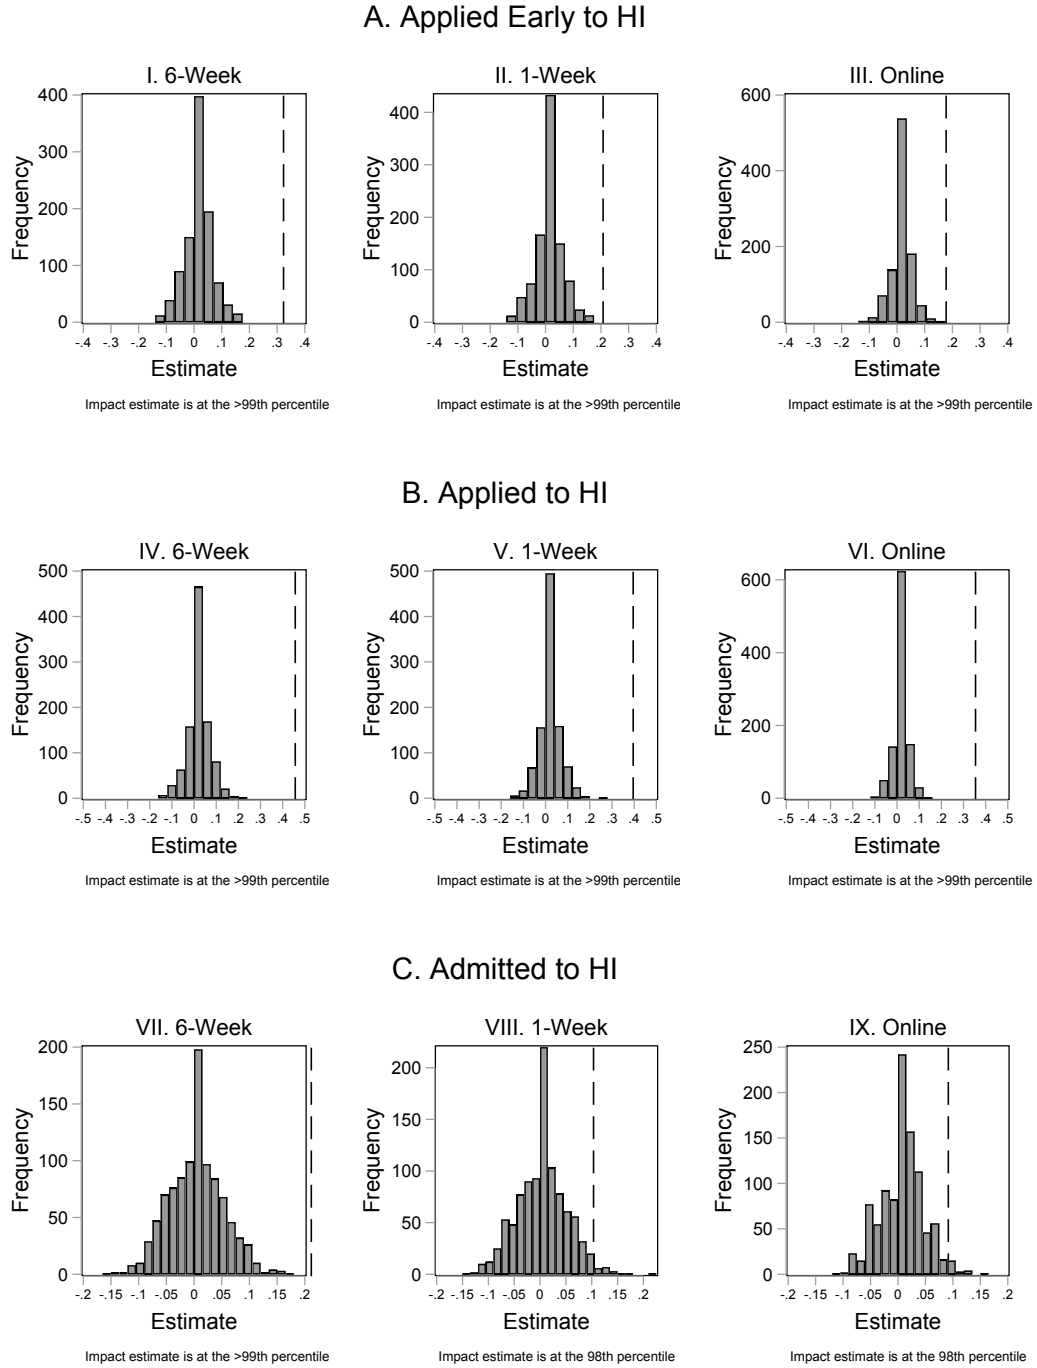 A. Applied Early to HI
I. 6-Week
II. 1-Week
III. Online
Frequency
400
300
200
100
0
-.4 -.3 -.2 -.1 0 .1 .2 .3 .4
Estimate
Impact estimate is at the >99th percentile
Frequency
400
300
200
100
0
-.4 -.3 -.2 -.1 0 .1 .2 .3 .4
Estimate
Impact estimate is at the >99th percentile
Frequency
600
400
200
0
-.4 -.3 -.2 -.1 0 .1 .2 .3 .4
Estimate
Impact estimate is at the >99th percentile
B. Applied to HI
IV. 6-Week
V. 1-Week
VI. Online
Frequency
500
400
300
200
100
0
-.5 -.4 -.3 -.2 -.1 0 .1 .2 .3 .4 .5
Estimate
Impact estimate is at the >99th percentile
Frequency
500
400
300
200
100
0
-.5 -.4 -.3 -.2 -.1 0 .1 .2 .3 .4 .5
Estimate
Impact estimate is at the >99th percentile
Frequency
600
400
200
0
-.5 -.4 -.3 -.2 -.1 0 .1 .2 .3 .4 .5
Estimate
Impact estimate is at the >99th percentile
C. Admitted to HI
VII. 6-Week
VIII. 1-Week
IX. Online
Frequency
200
150
100
50
0
-.2 -.15 -.1 -.05 0 .05 .1 .15 .2
Estimate
Impact estimate is at the >99th percentile
Frequency
200
150
100
50
0
-.2 -.15 -.1 -.05 0 .05 .1 .15 .2
Estimate
Impact estimate is at the 98th percentile
Frequency
250
200
150
100
50
0
-.2 -.15 -.1 -.05 0 .05 .1 .15 .2
Estimate
Impact estimate is at the 98th percentile